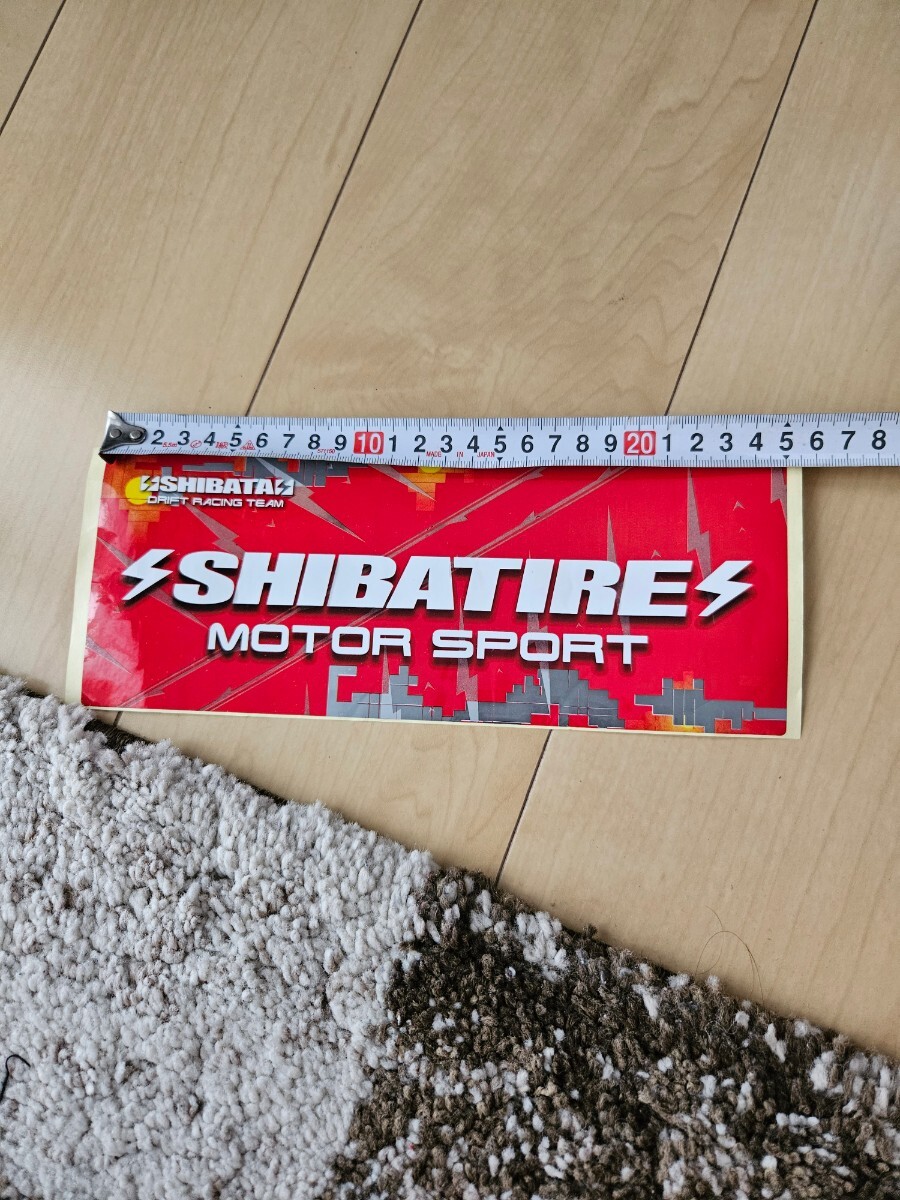 2 3 4 5 6 7 8 9 10 1 2 3 4 5 6 7 8 9 20 1 2 3 4 5 6 7 8
MADE IN JAPAN
SHIBATA
DRIFT RACING TEAM
SHIBATIRE
MOTOR SPORT